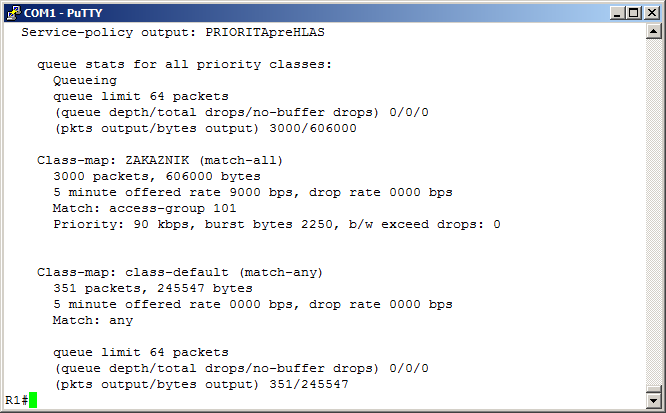 COM1 - PuTTY
Service-policy output: PRIORITApreHLAS
queue stats for all priority classes:
Queueing
queue limit 64 packets
(queue depth/total drops/no-buffer drops) 0/0/0
(pkts output/bytes output) 3000/606000
Class-map: ZAKAZNIK (match-all)
3000 packets, 606000 bytes
5 minute offered rate 9000 bps, drop rate 0000 bps
Match: access-group 101
Priority: 90 kbps, burst bytes 2250, b/w exceed drops: 0
Class-map: class-default (match-any)
351 packets, 245547 bytes
5 minute offered rate 0000 bps, drop rate 0000 bps
Match: any
queue limit 64 packets
(queue depth/total drops/no-buffer drops) 0/0/0
(pkts output/bytes output) 351/245547
R1#